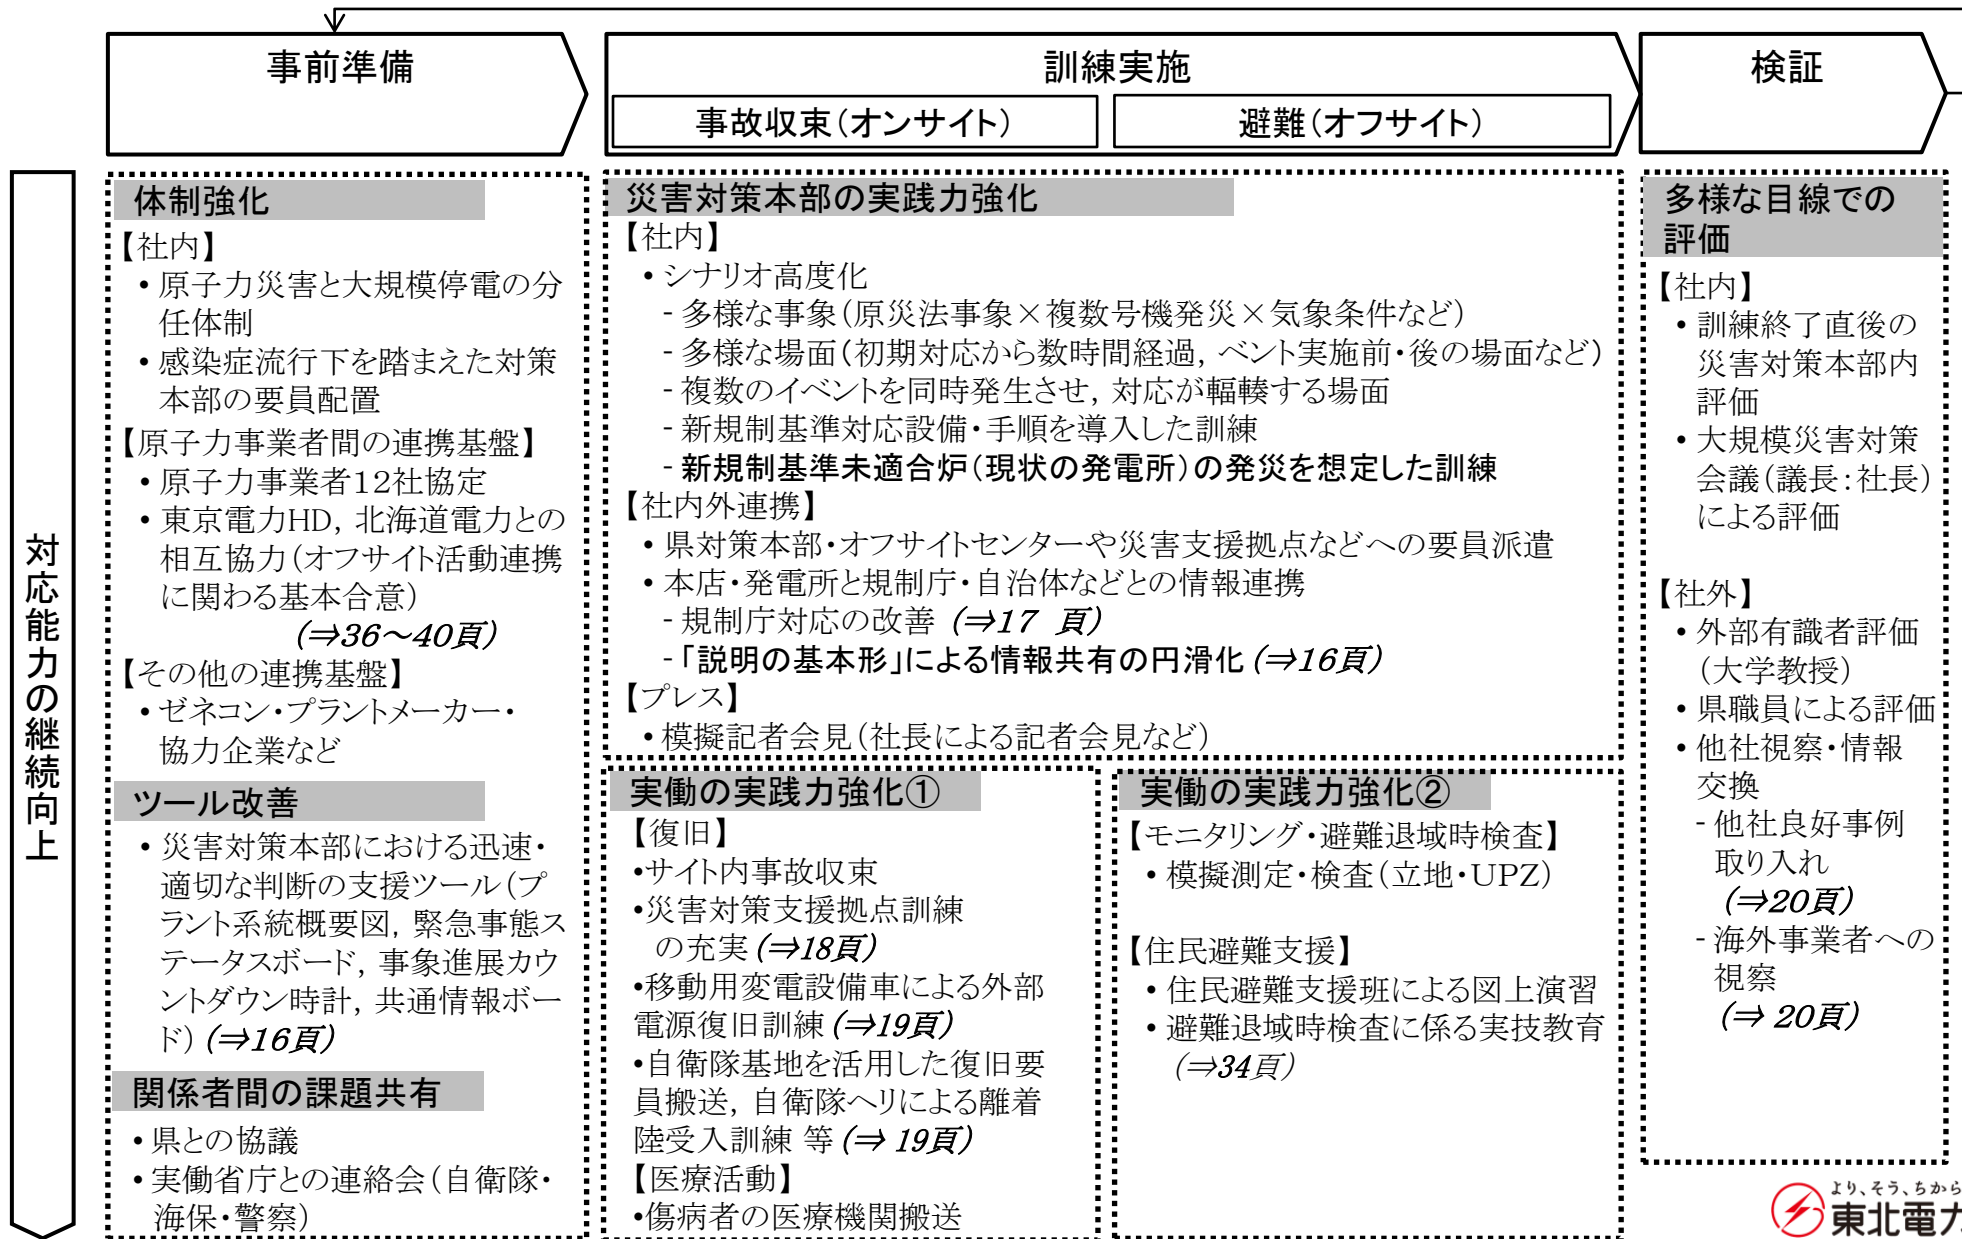 事前準備
訓練実施
事故収束(オンサイト)
避難(オフサイト)
検証
対応能力の継続向上
体制強化
【社内】
• 原子力災害と大規模停電の分
任体制
• 感染症流行下を踏まえた対策
本部の要員配置
【原子力事業者間の連携基盤】
• 原子力事業者12社協定
• 東京電力HD, 北海道電力との
相互協力(オフサイト活動連携
に関わる基本合意)
(⇒36～40頁)
【その他の連携基盤】
• ゼネコン・プラントメーカー・
協力企業など
ツール改善
• 災害対策本部における迅速・
適切な判断の支援ツール(プ
ラント系統概要図, 緊急事態ス
テータスボード, 事象進展カウ
ントダウン時計, 共通情報ボー
ド) (⇒16頁)
関係者間の課題共有
• 県との協議
• 実働省庁との連絡会(自衛隊・
海保・警察)
災害対策本部の実践力強化
【社内】
• シナリオ高度化
- 多様な事象(原災法事象×複数号機発災×気象条件など)
- 多様な場面(初期対応から数時間経過, ベント実施前・後の場面など)
- 複数のイベントを同時発生させ, 対応が輻輳する場面
- 新規制基準対応設備・手順を導入した訓練
- 新規制基準未適合炉(現状の発電所)の発災を想定した訓練
【社内外連携】
• 県対策本部・オフサイトセンターや災害支援拠点などへの要員派遣
• 本店・発電所と規制庁・自治体などとの情報連携
- 規制庁対応の改善 (⇒17 頁)
-「説明の基本形」による情報共有の円滑化 (⇒16頁)
【プレス】
• 模擬記者会見(社長による記者会見など)
実働の実践力強化①
【復旧】
•サイト内事故収束
•災害対策支援拠点訓練
の充実 (⇒18頁)
•移動用変電設備車による外部
電源復旧訓練 (⇒19頁)
•自衛隊基地を活用した復旧要
員搬送, 自衛隊ヘリによる離着
陸受入訓練 等 (⇒ 19頁)
【医療活動】
•傷病者の医療機関搬送
実働の実践力強化②
【モニタリング・避難退域時検査】
• 模擬測定・検査(立地・UPZ)
【住民避難支援】
• 住民避難支援班による図上演習
• 避難退域時検査に係る実技教育
(⇒34頁)
多様な目線での
評価
【社内】
• 訓練終了直後の
災害対策本部内
評価
• 大規模災害対策
会議(議長:社長)
による評価
【社外】
• 外部有識者評価
(大学教授)
• 県職員による評価
• 他社視察・情報
交換
- 他社良好事例
取り入れ
(⇒20頁)
- 海外事業者への
視察
(⇒ 20頁)
より、そう、ちから
東北電力